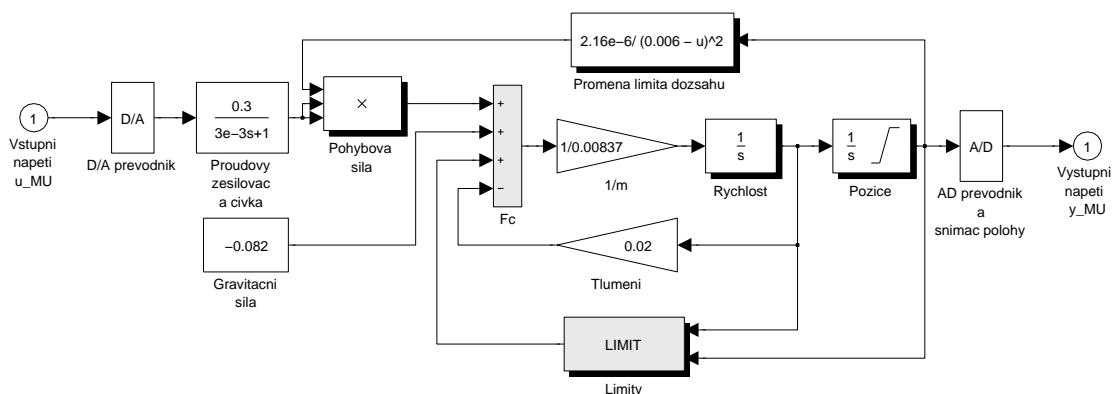 2.16e−6/ (0.006 − u)^2
Promena limita dozsahu
1
Vstupni
napeti
u_MU
D/A
D/A prevodnik
0.3
3e−3s+1
Proudovy
zesilovac
a civka
×
Pohybova
sila
+
+
+
−
Fc
1/0.00837
1/m
1
s
Rychlost
1
s
Pozice
A/D
AD prevodnik
a
snimac polohy
1
Vystupni
napeti
y_MU
−0.082
Gravitacni
sila
0.02
Tlumeni
LIMIT
Limity